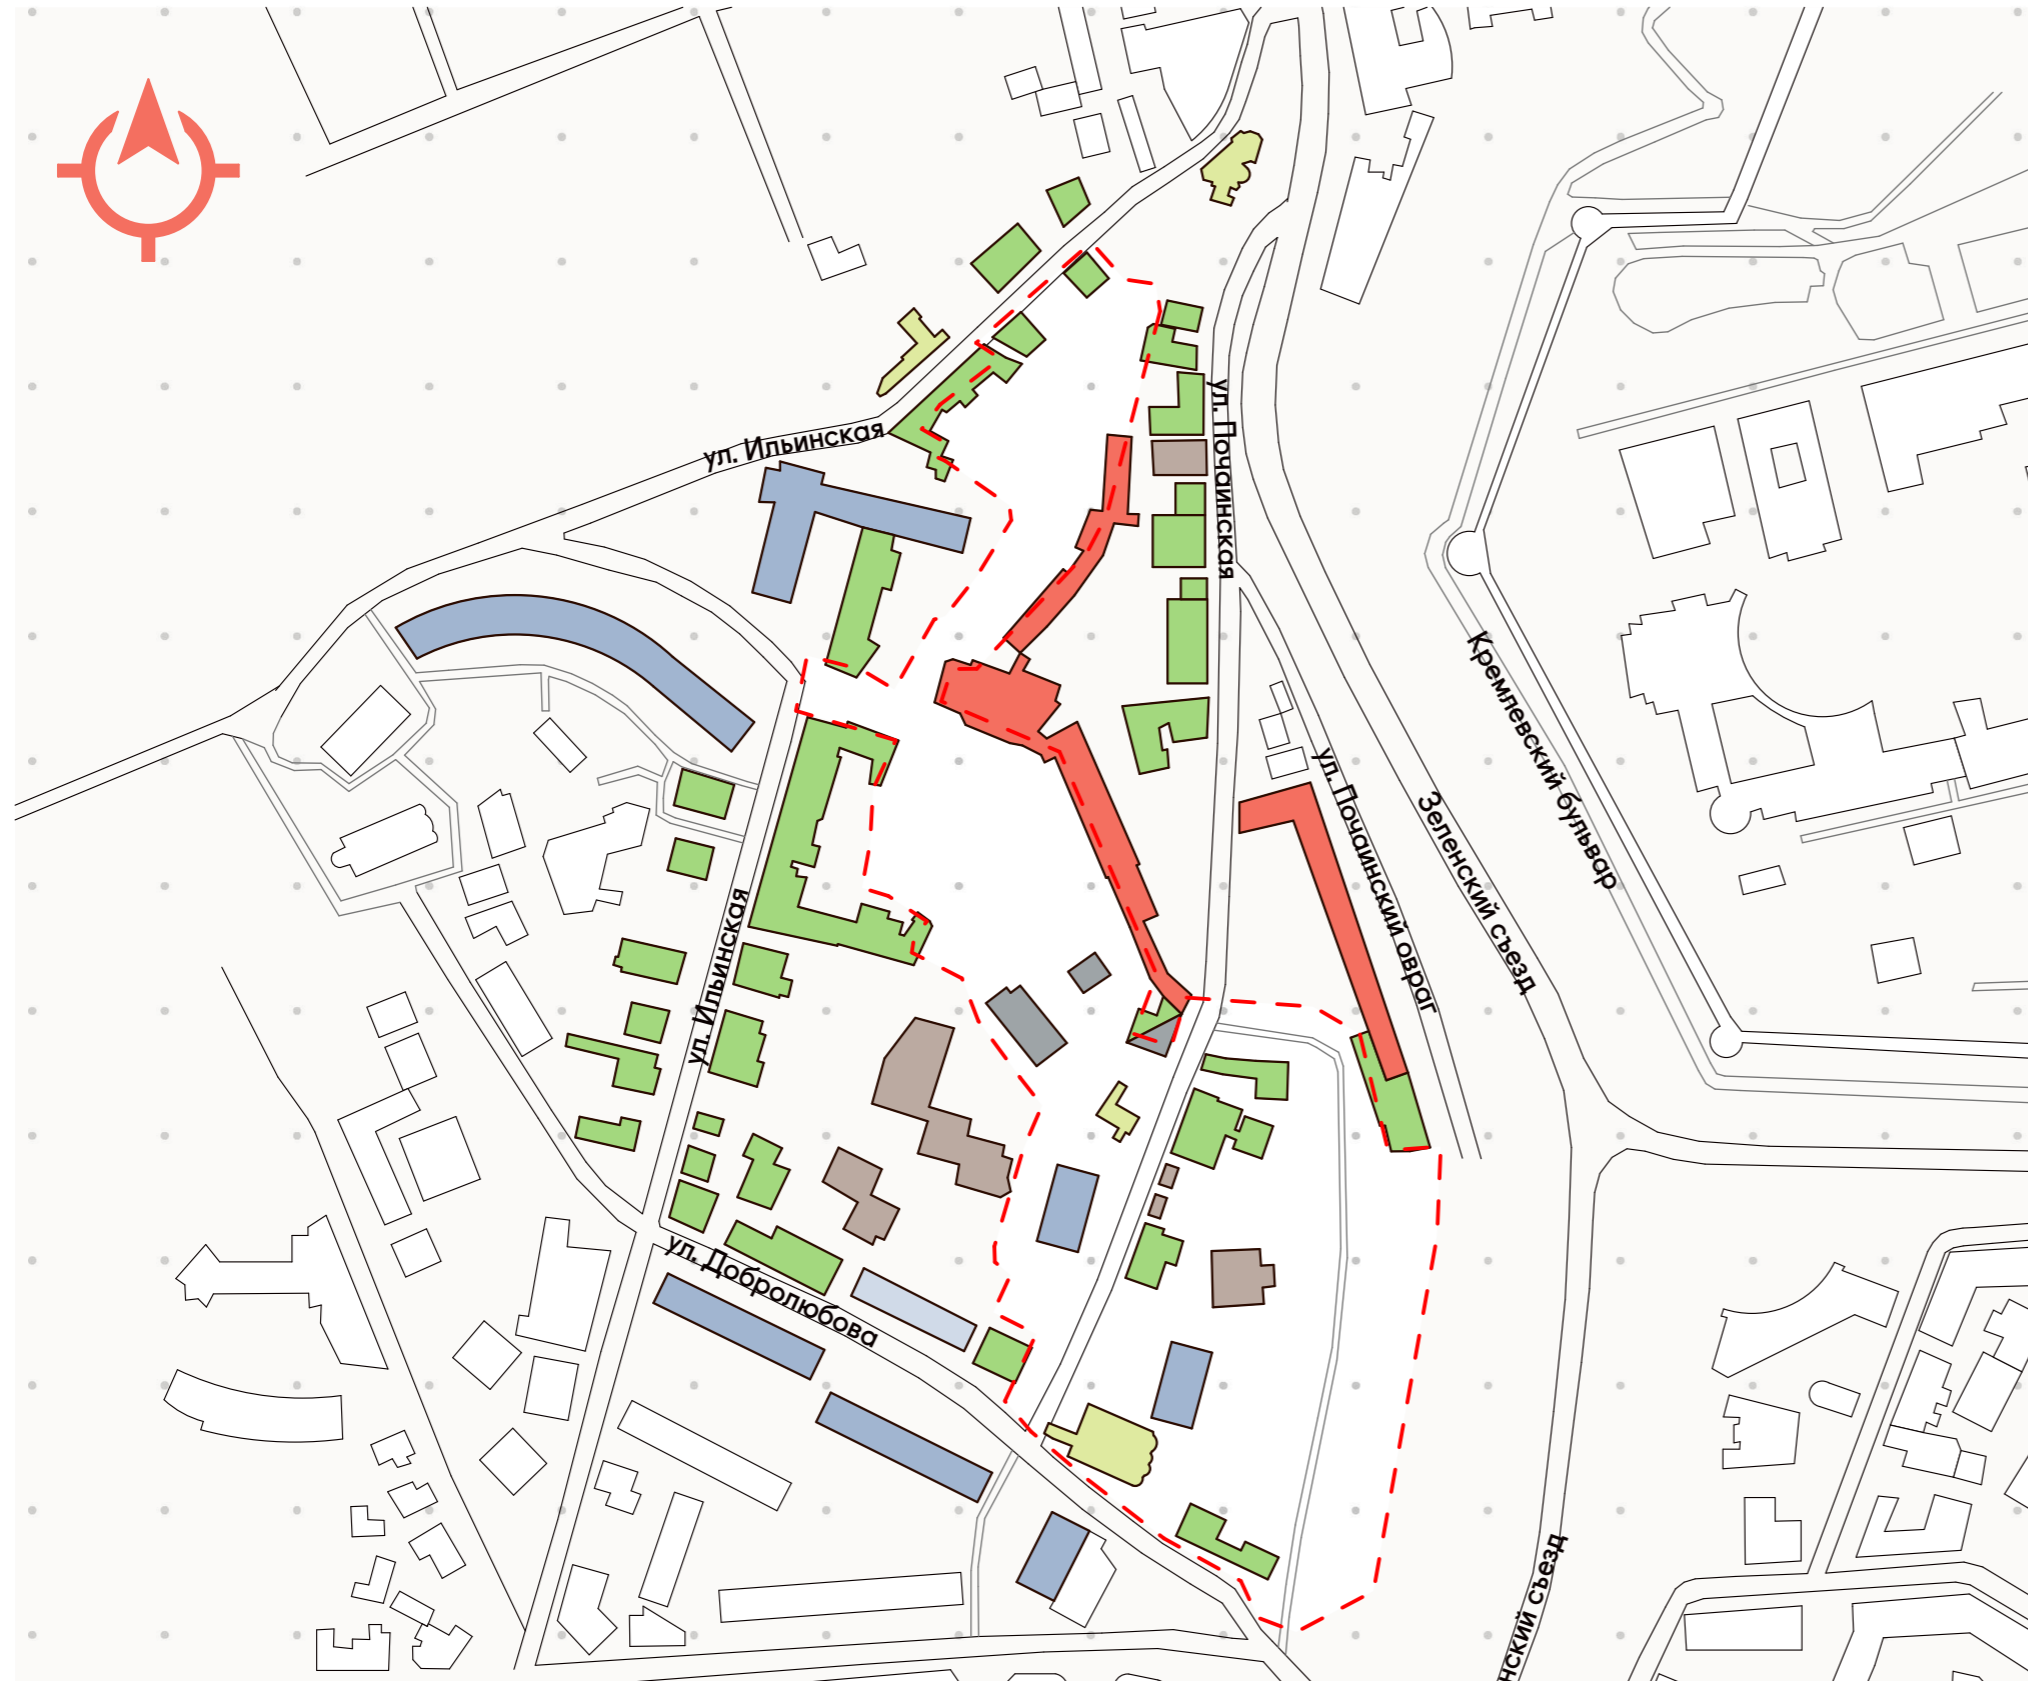 ул. Ильинская
ул. Почаинская
Кремлевский бульвар
ул. Почаинский овраг
Зеленский съезд
ул. Ильинская
ул. Добролюбова
нский съезд